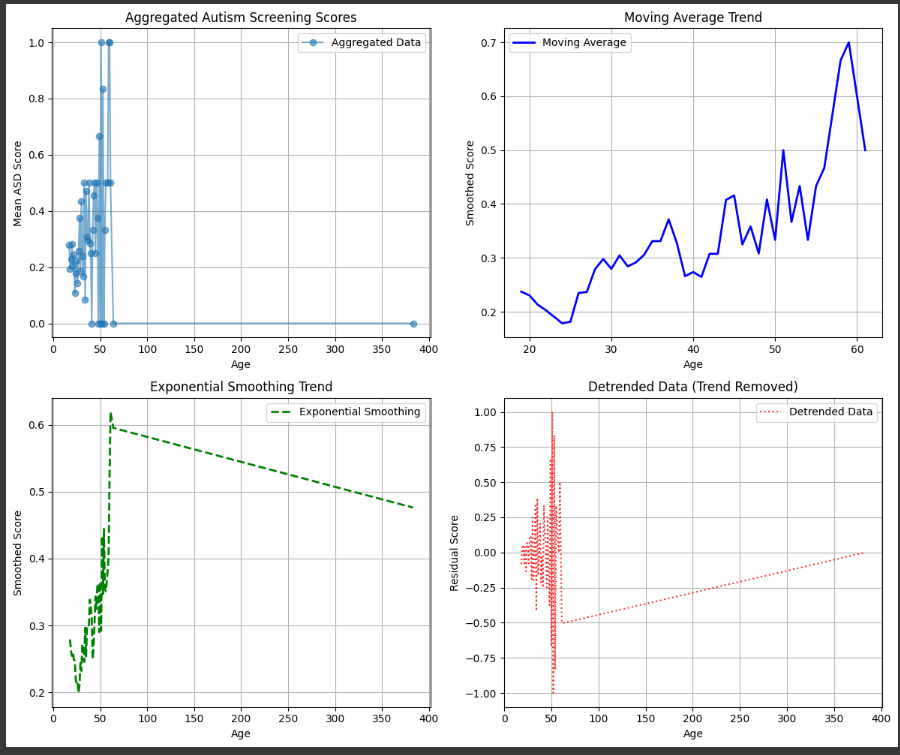 Aggregated Autism Screening Scores
Aggregated Data
Mean ASD Score
1.0
0.8
0.6
0.4
0.2
0.0
0 50 100 150 200 250 300 350 400
Age
Moving Average Trend
Moving Average
Smoothed Score
0.7
0.6
0.5
0.4
0.3
0.2
20 30 40 50 60
Age
Exponential Smoothing Trend
Exponential Smoothing
Smoothed Score
0.6
0.5
0.4
0.3
0.2
0 50 100 150 200 250 300 350 400
Age
Detrended Data (Trend Removed)
Detrended Data
Residual Score
1.00
0.75
0.50
0.25
0.00
−0.25
−0.50
−0.75
−1.00
0 50 100 150 200 250 300 350 400
Age